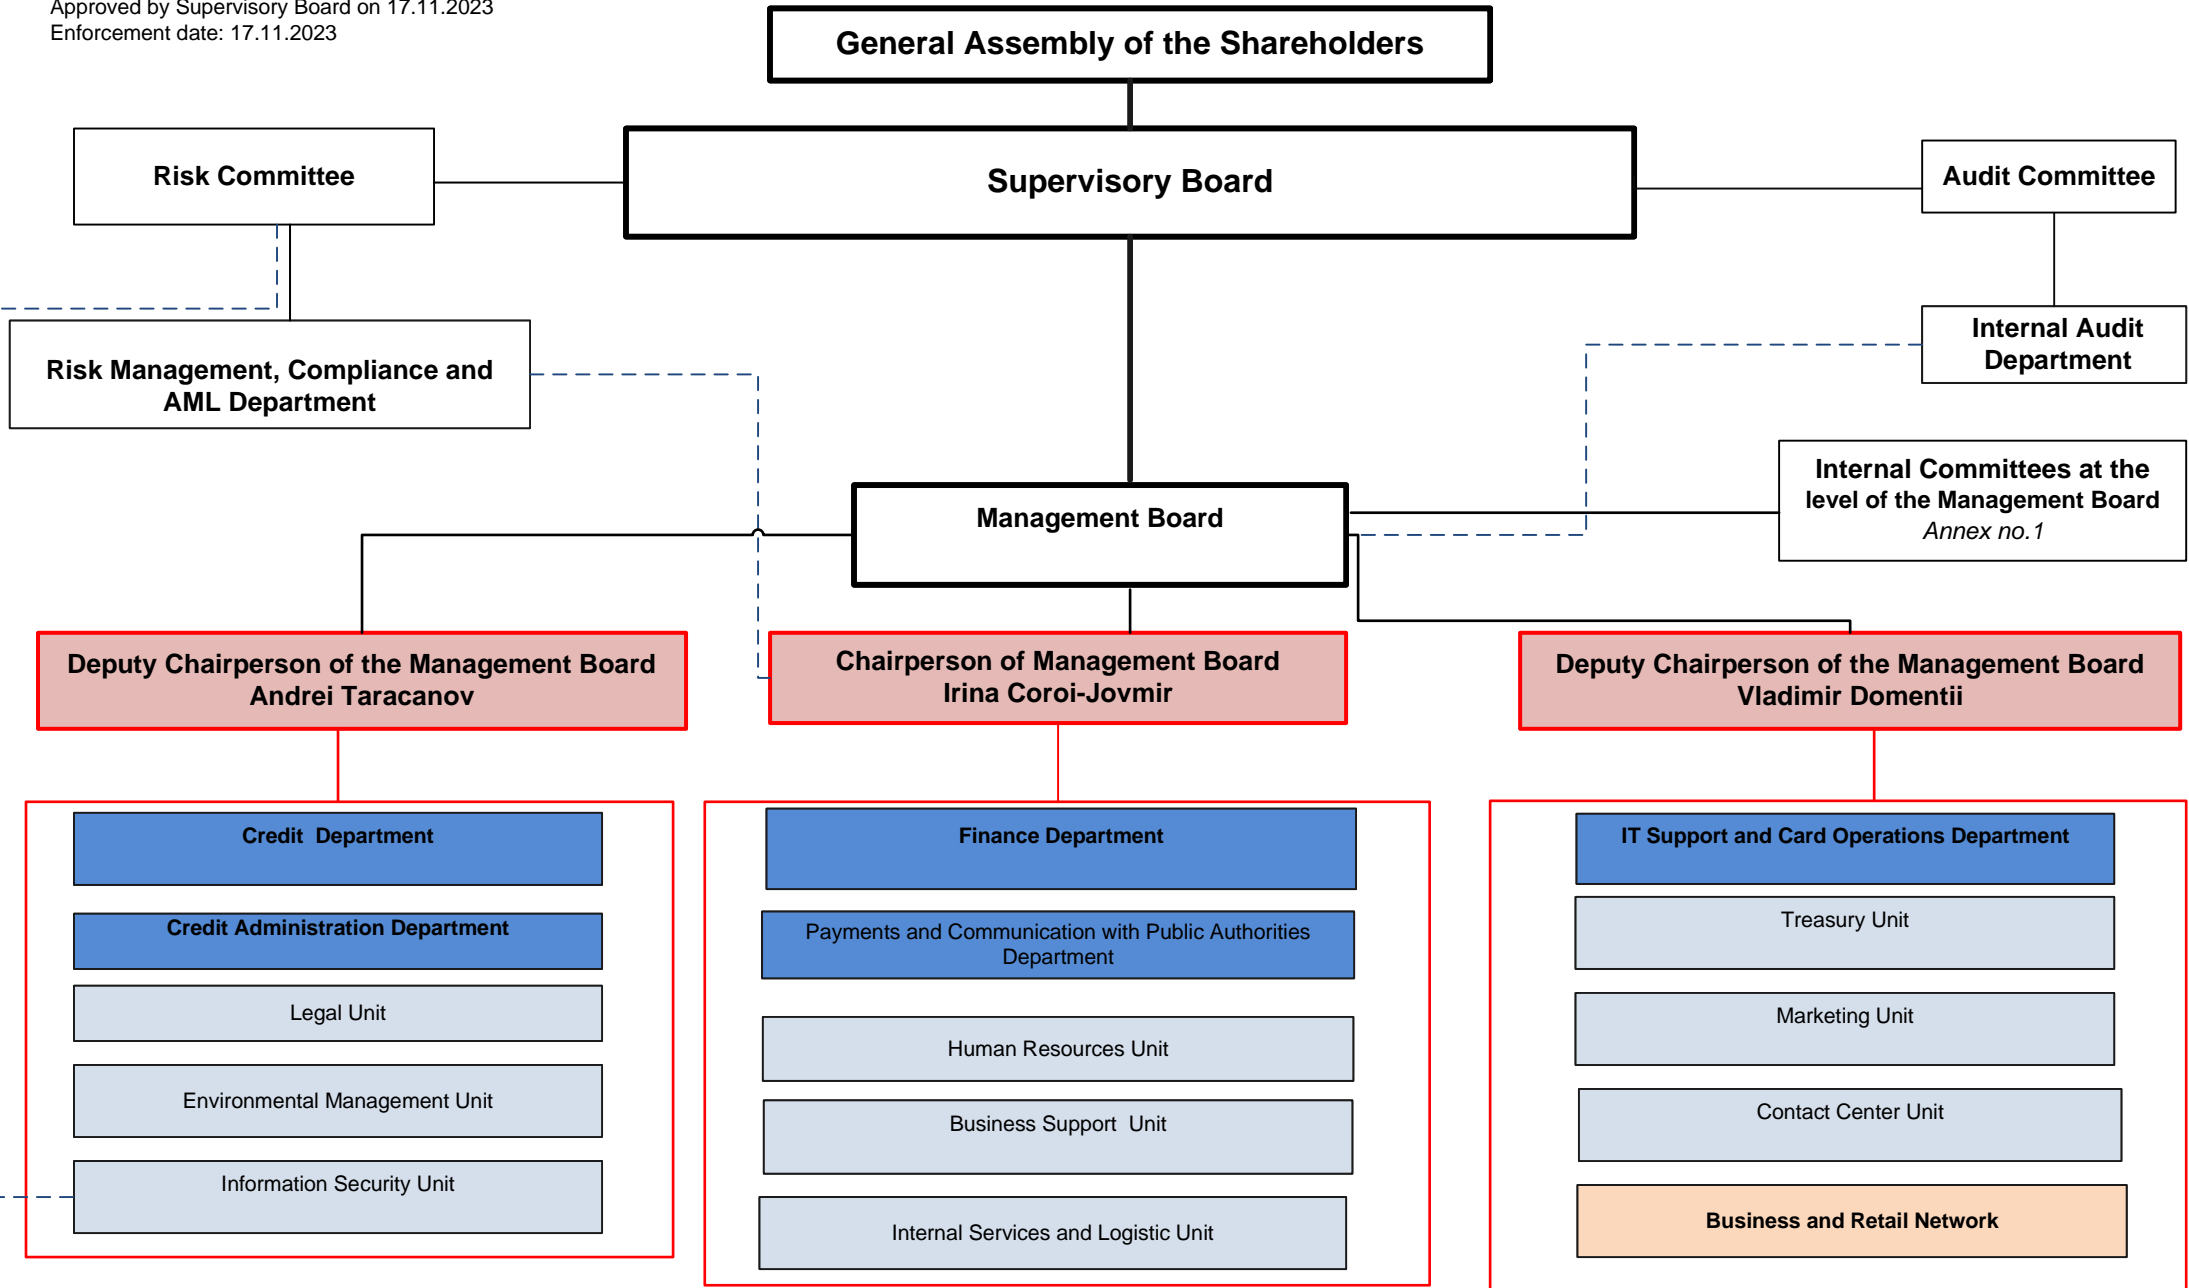 Approved by Supervisory Board on 17.11.2023
Enforcement date: 17.11.2023
General Assembly of the Shareholders
Risk Committee
Supervisory Board
Audit Committee
Risk Management, Compliance and
AML Department
Internal Audit
Department
Management Board
Internal Committees at the
level of the Management Board
Annex no.1
Deputy Chairperson of the Management Board
Andrei Taracanov
Chairperson of Management Board
Irina Coroi-Jovmir
Deputy Chairperson of the Management Board
Vladimir Domentii
Credit Department
Credit Administration Department
Legal Unit
Environmental Management Unit
Information Security Unit
Finance Department
Payments and Communication with Public Authorities
Department
Human Resources Unit
Business Support Unit
Internal Services and Logistic Unit
IT Support and Card Operations Department
Treasury Unit
Marketing Unit
Contact Center Unit
Business and Retail Network